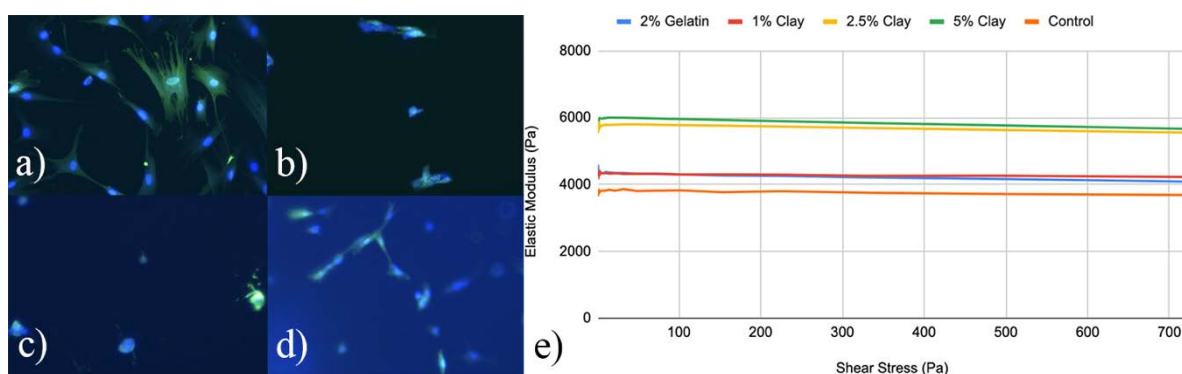 a)
b)
c)
d)
e)
2% Gelatin 1% Clay 2.5% Clay 5% Clay Control
8000
6000
4000
2000
0
Elastic Modulus (Pa)
100 200 300 400 500 600 700
Shear Stress (Pa)